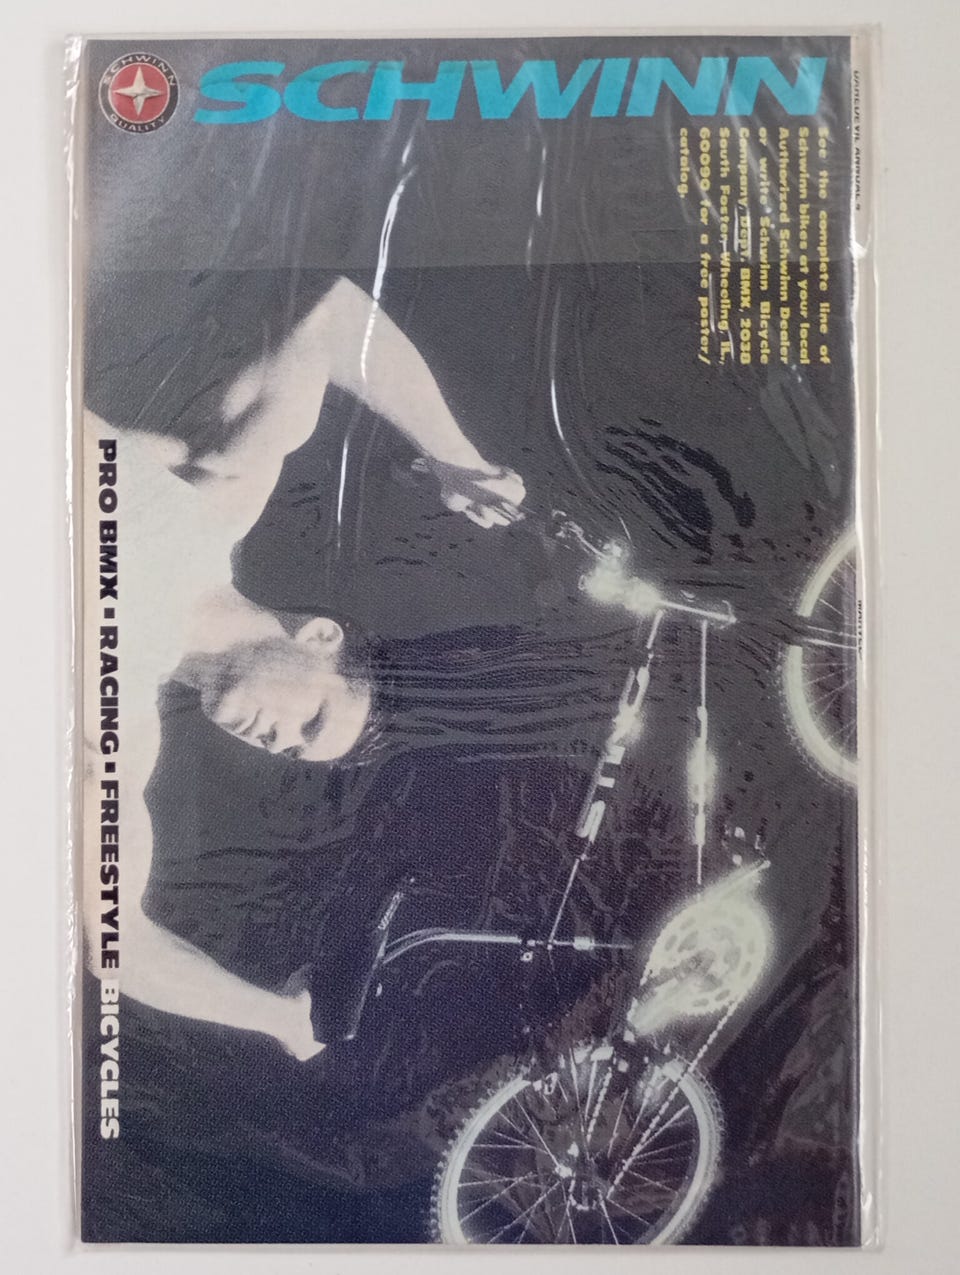 SCHWINN
QUALITY
SCHWINN
See the complete line of
Schwinn bikes at your local
Authorized Schwinn Dealer
or write: Schwinn Bicycle
Company, Dept. BMX, 2038
South Foster, Wheeling, IL,
60090 for a free poster/
catalog.
PRO BMX ▪ RACING ▪ FREESTYLE BICYCLES